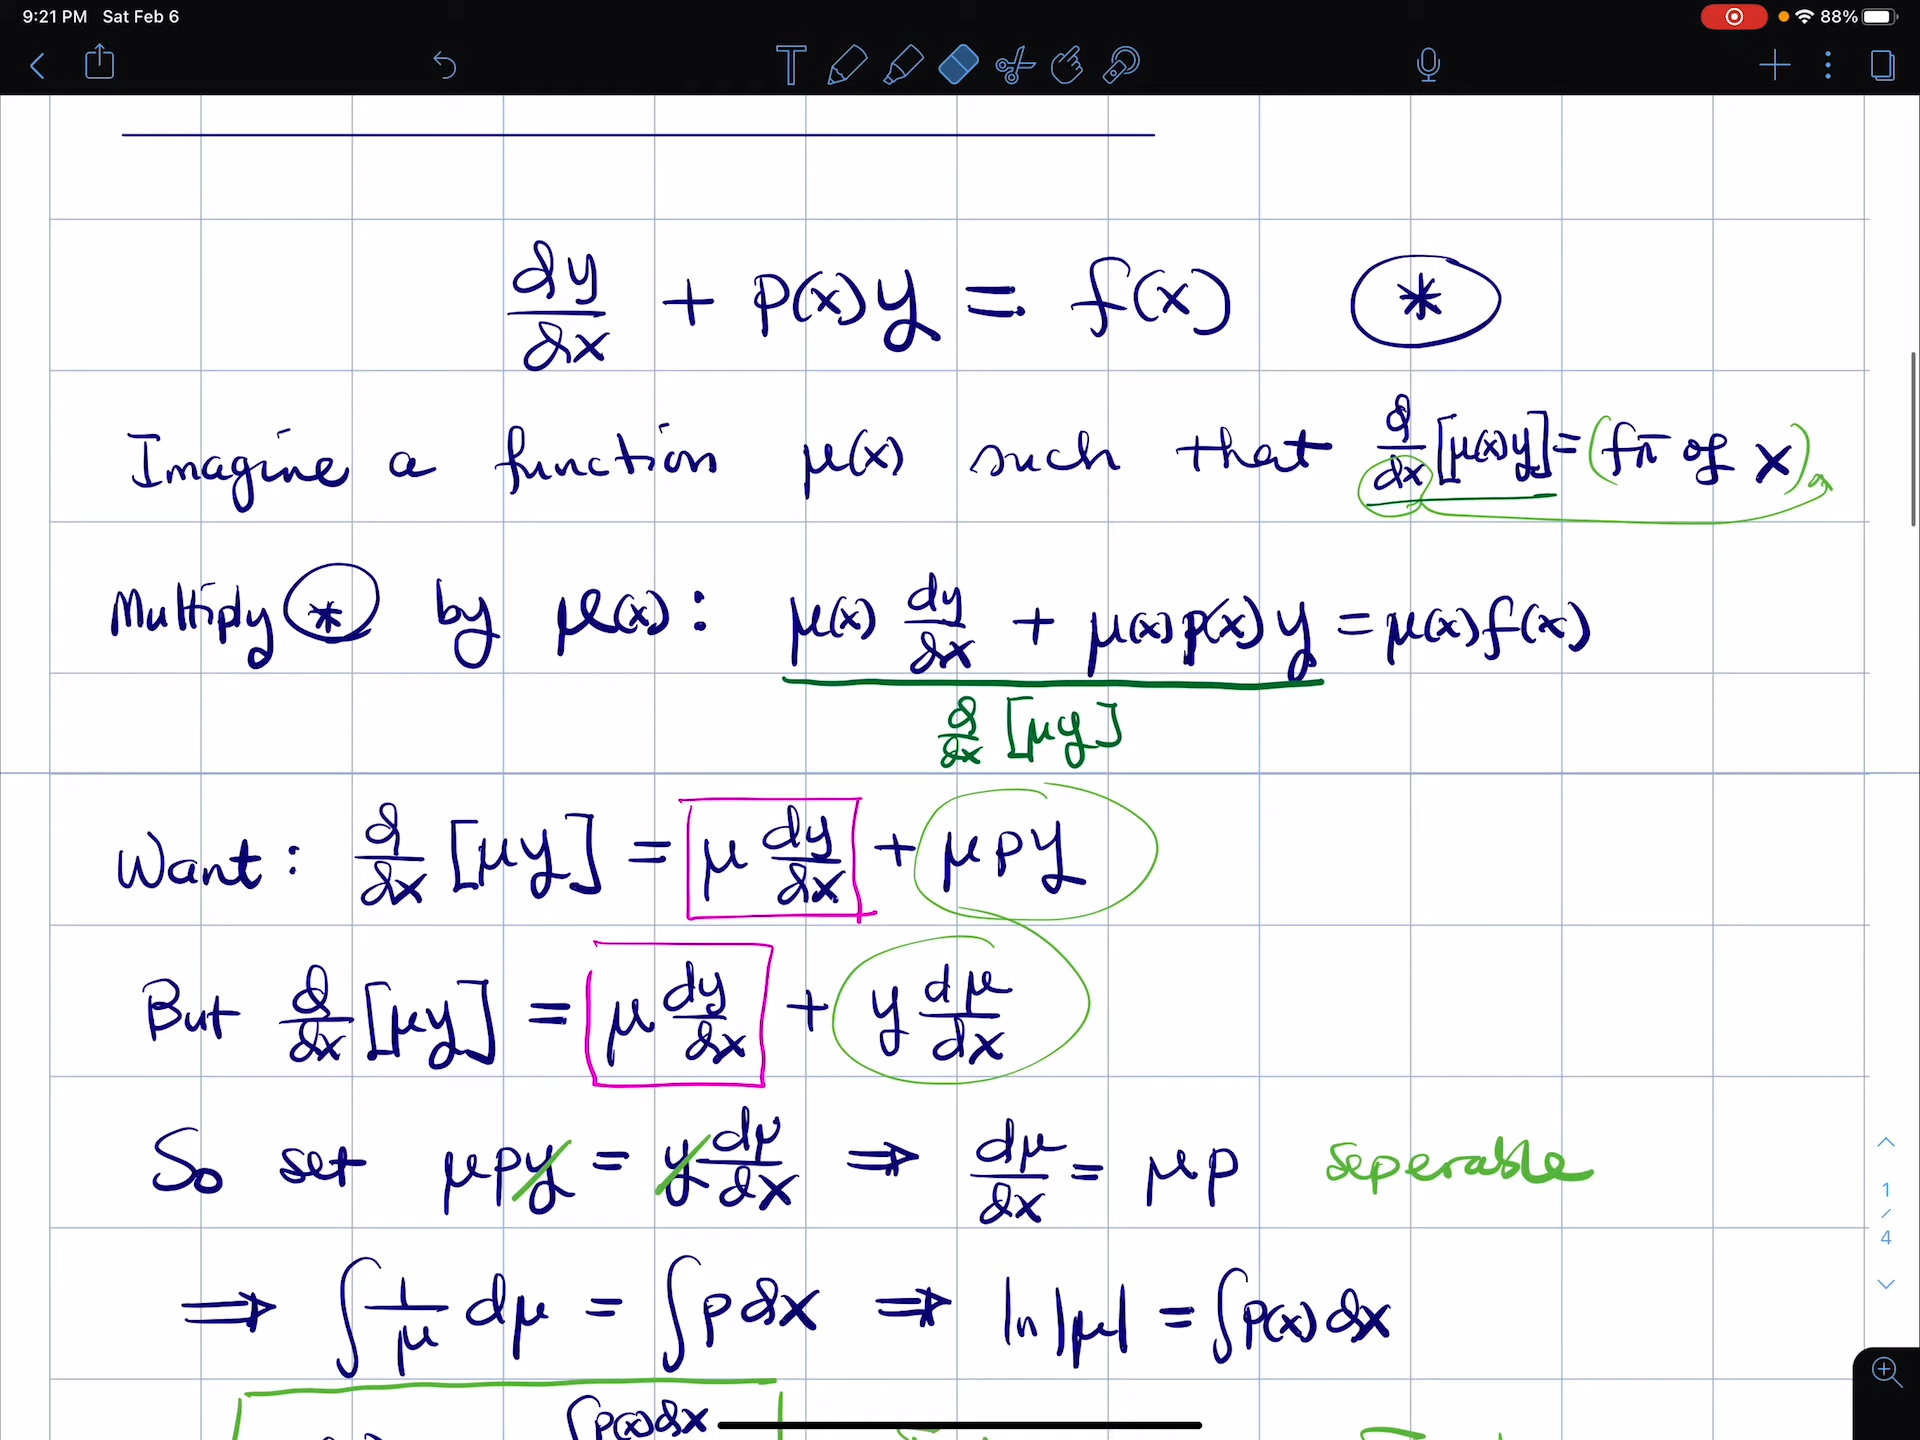 9:21 PM Sat Feb 6
88%
T
dy/dx + p(x)y = f(x) *
Imagine a function μ(x) such that d/dx [μ(x)y] = (fn of x)
Multiply * by μ(x): μ(x) dy/dx + μ(x)p(x)y = μ(x)f(x)
d/dx [μy]
Want: d/dx [μy] = μ dy/dx + μpy
But d/dx [μy] = μ dy/dx + y dμ/dx
So set μpy = y dμ/dx ⇒ dμ/dx = μp seperable
⇒ ∫ 1/μ dμ = ∫ p dx ⇒ ln|μ| = ∫ p(x) dx
∫p(x)dx
1/4